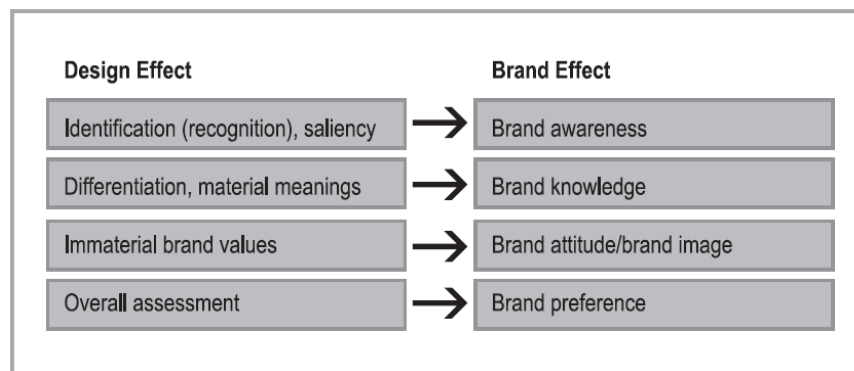 Design Effect Brand Effect
Identification (recognition), saliency Brand awareness
Differentiation, material meanings Brand knowledge
Immaterial brand values Brand attitude/brand image
Overall assessment Brand preference